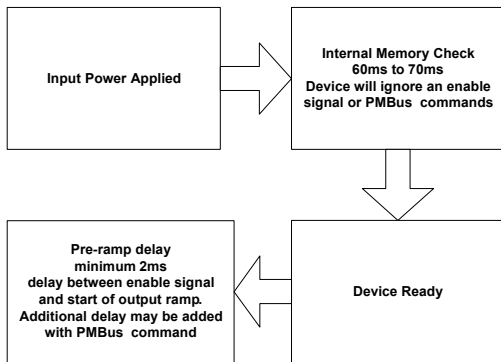 Input Power Applied
Internal Memory Check
60ms to 70ms
Device will ignore an enable
signal or PMBus commands
Device Ready
Pre-ramp delay
minimum 2ms
delay between enable signal
and start of output ramp.
Additional delay may be added
with PMBus command